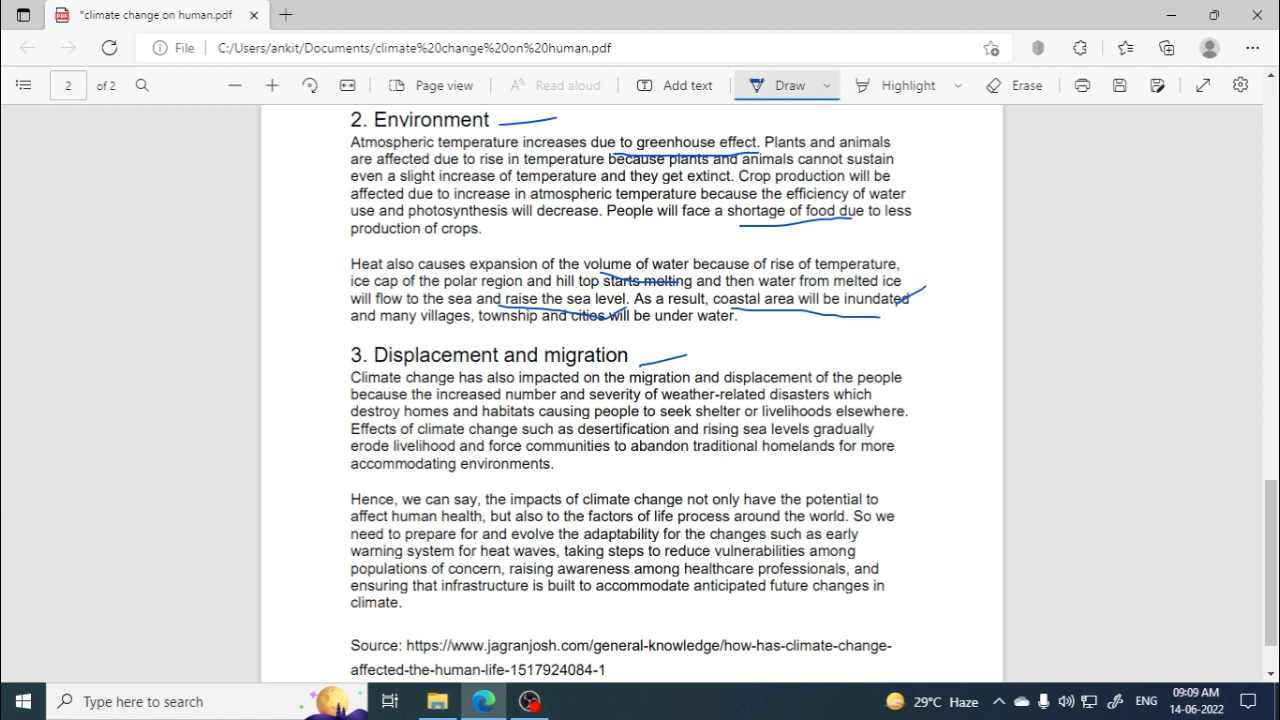 *climate change on human.pdf
File C:/Users/ankit/Documents/climate%20change%20on%20human.pdf
2 of 2 Page view Read aloud Add text Draw Highlight Erase
2. Environment
Atmospheric temperature increases due to greenhouse effect. Plants and animals
are affected due to rise in temperature because plants and animals cannot sustain
even a slight increase of temperature and they get extinct. Crop production will be
affected due to increase in atmospheric temperature because the efficiency of water
use and photosynthesis will decrease. People will face a shortage of food due to less
production of crops.
Heat also causes expansion of the volume of water because of rise of temperature,
ice cap of the polar region and hill top starts melting and then water from melted ice
will flow to the sea and raise the sea level. As a result, coastal area will be inundated
and many villages, township and cities will be under water.
3. Displacement and migration
Climate change has also impacted on the migration and displacement of the people
because the increased number and severity of weather-related disasters which
destroy homes and habitats causing people to seek shelter or livelihoods elsewhere.
Effects of climate change such as desertification and rising sea levels gradually
erode livelihood and force communities to abandon traditional homelands for more
accommodating environments.
Hence, we can say, the impacts of climate change not only have the potential to
affect human health, but also to the factors of life process around the world. So we
need to prepare for and evolve the adaptability for the changes such as early
warning system for heat waves, taking steps to reduce vulnerabilities among
populations of concern, raising awareness among healthcare professionals, and
ensuring that infrastructure is built to accommodate anticipated future changes in
climate.
Source: https://www.jagranjosh.com/general-knowledge/how-has-climate-change-
affected-the-human-life-1517924084-1
Type here to search 29°C Haze ENG 09:09 AM
14-06-2022